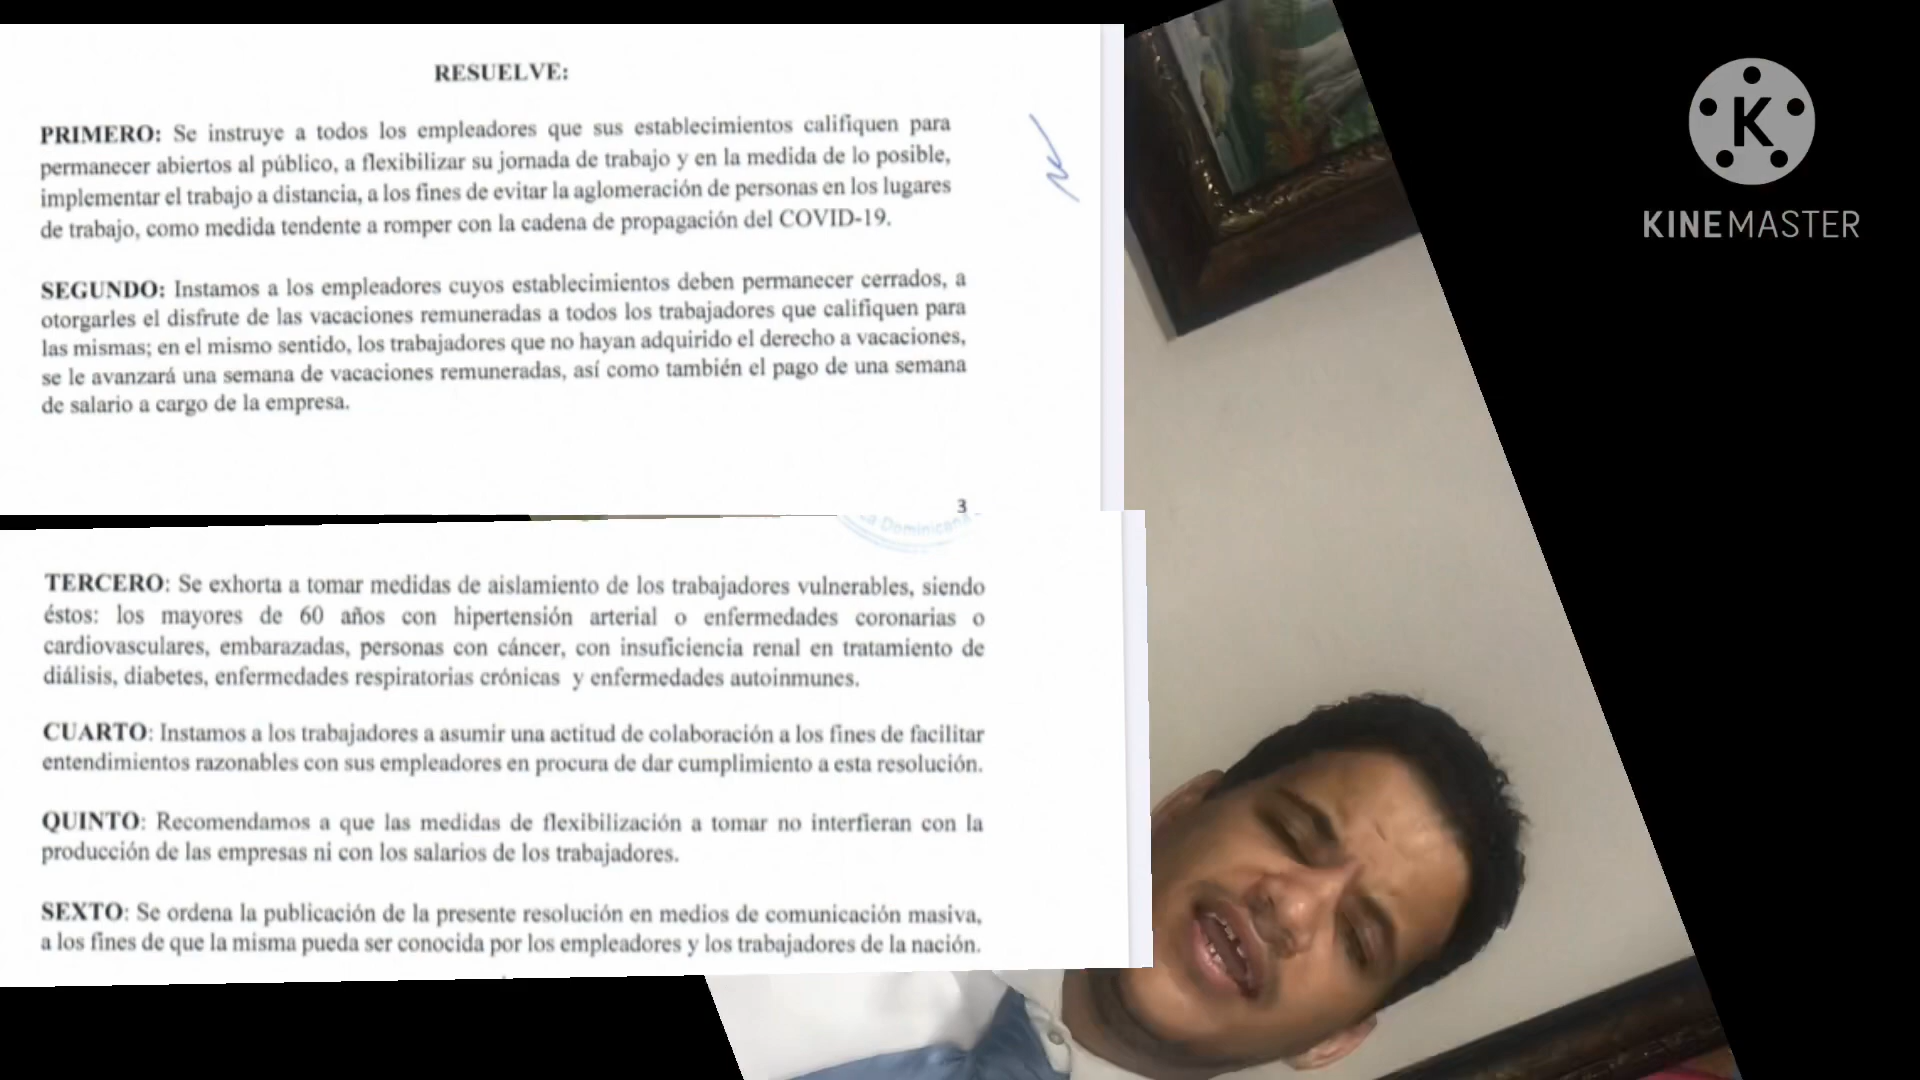 RESUELVE:
PRIMERO: Se instruye a todos los empleadores que sus establecimientos califiquen para
permanecer abiertos al público, a flexibilizar su jornada de trabajo y en la medida de lo posible,
implementar el trabajo a distancia, a los fines de evitar la aglomeración de personas en los lugares
de trabajo, como medida tendente a romper con la cadena de propagación del COVID-19.
SEGUNDO: Instamos a los empleadores cuyos establecimientos deben permanecer cerrados, a
otorgarles el disfrute de las vacaciones remuneradas a todos los trabajadores que califiquen para
las mismas; en el mismo sentido, los trabajadores que no hayan adquirido el derecho a vacaciones,
se le avanzará una semana de vacaciones remuneradas, así como también el pago de una semana
de salario a cargo de la empresa.
3
Dominicana
TERCERO: Se exhorta a tomar medidas de aislamiento de los trabajadores vulnerables, siendo
éstos: los mayores de 60 años con hipertensión arterial o enfermedades coronarias o
cardiovasculares, embarazadas, personas con cáncer, con insuficiencia renal en tratamiento de
diálisis, diabetes, enfermedades respiratorias crónicas y enfermedades autoinmunes.
CUARTO: Instamos a los trabajadores a asumir una actitud de colaboración a los fines de facilitar
entendimientos razonables con sus empleadores en procura de dar cumplimiento a esta resolución.
QUINTO: Recomendamos a que las medidas de flexibilización a tomar no interfieran con la
producción de las empresas ni con los salarios de los trabajadores.
SEXTO: Se ordena la publicación de la presente resolución en medios de comunicación masiva,
a los fines de que la misma pueda ser conocida por los empleadores y los trabajadores de la nación.
K
KINEMASTER